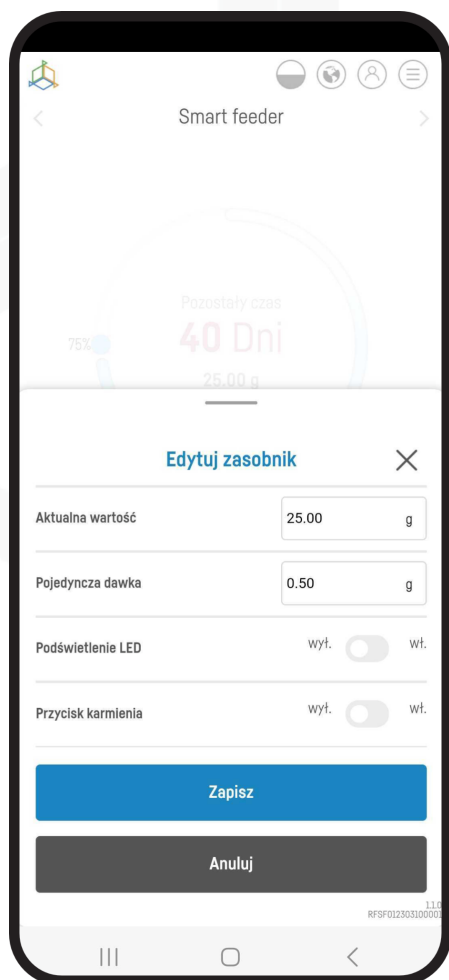 Smart feeder
Pozostały czas
75%
40 Dni
25.00 g
Edytuj zasobnik
Aktualna wartość 25.00 g
Pojedyncza dawka 0.50 g
Podświetlenie LED wył. wł.
Przycisk karmienia wył. wł.
Zapisz
Anuluj
1.1.0
RFSF012303100001